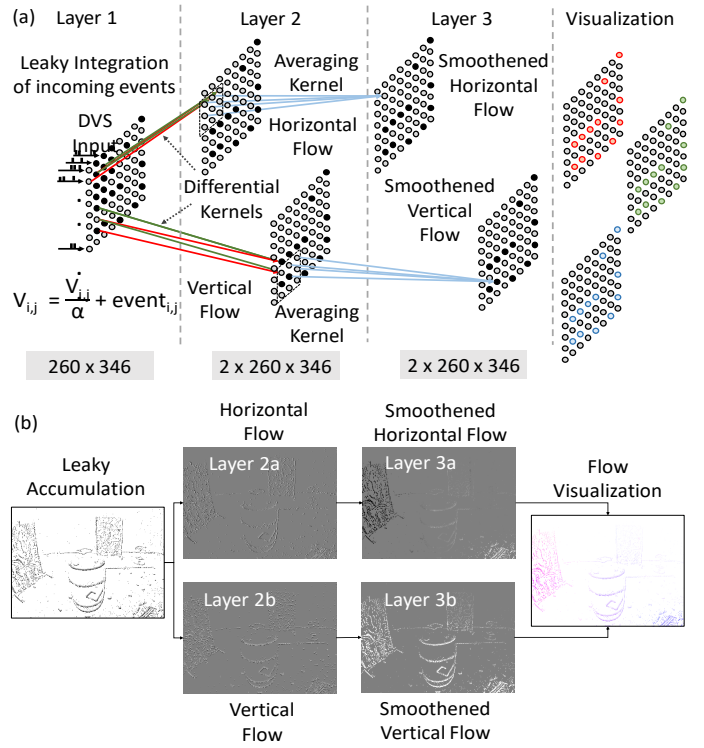 (a)
Layer 1
Layer 2
Layer 3
Visualization
Leaky Integration
of incoming events
DVS
Input
Averaging
Kernel
Horizontal
Flow
Smoothened
Horizontal
Flow
Differential
Kernels
Smoothened
Vertical
Flow
Vertical
Flow
Averaging
Kernel
V_{i,j} = V_{i,j}/α + event_{i,j}
260 x 346
2 x 260 x 346
2 x 260 x 346
(b)
Horizontal
Flow
Smoothened
Horizontal Flow
Leaky
Accumulation
Layer 2a
Layer 3a
Flow
Visualization
Layer 2b
Layer 3b
Vertical
Flow
Smoothened
Vertical Flow